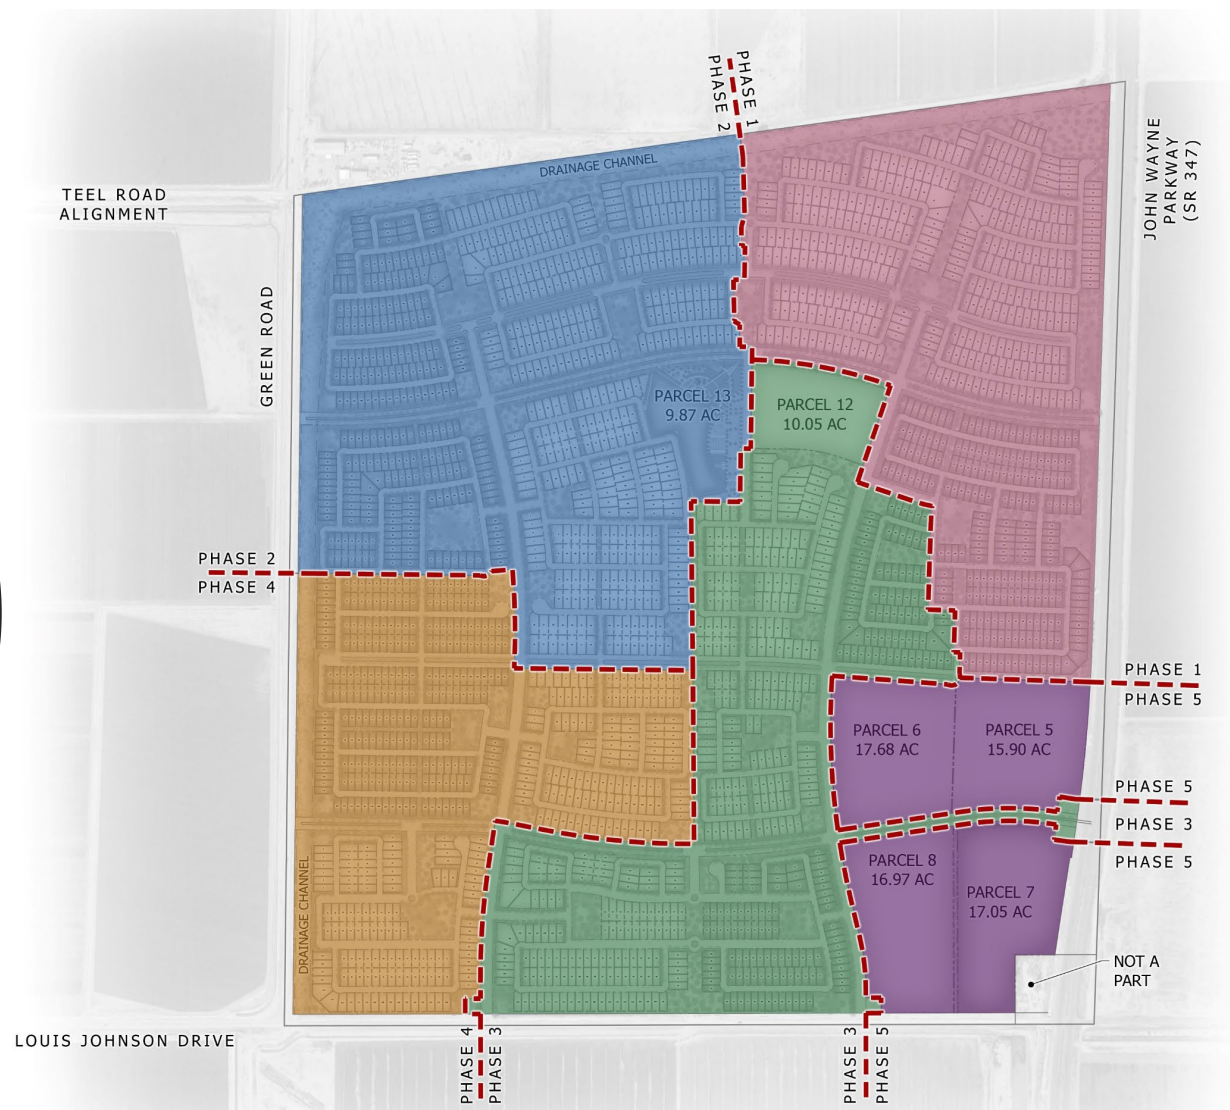 PHASE 1
PHASE 2
DRAINAGE CHANNEL
TEEL ROAD
ALIGNMENT
JOHN WAYNE
PARKWAY
(SR 347)
GREEN ROAD
PARCEL 13
9.87 AC
PARCEL 12
10.05 AC
PHASE 2
PHASE 4
PHASE 1
PHASE 5
PARCEL 6
17.68 AC
PARCEL 5
15.90 AC
PHASE 5
PHASE 3
PHASE 5
PARCEL 8
16.97 AC
PARCEL 7
17.05 AC
DRAINAGE CHANNEL
NOT A
PART
LOUIS JOHNSON DRIVE
PHASE 4
PHASE 3
PHASE 3
PHASE 5